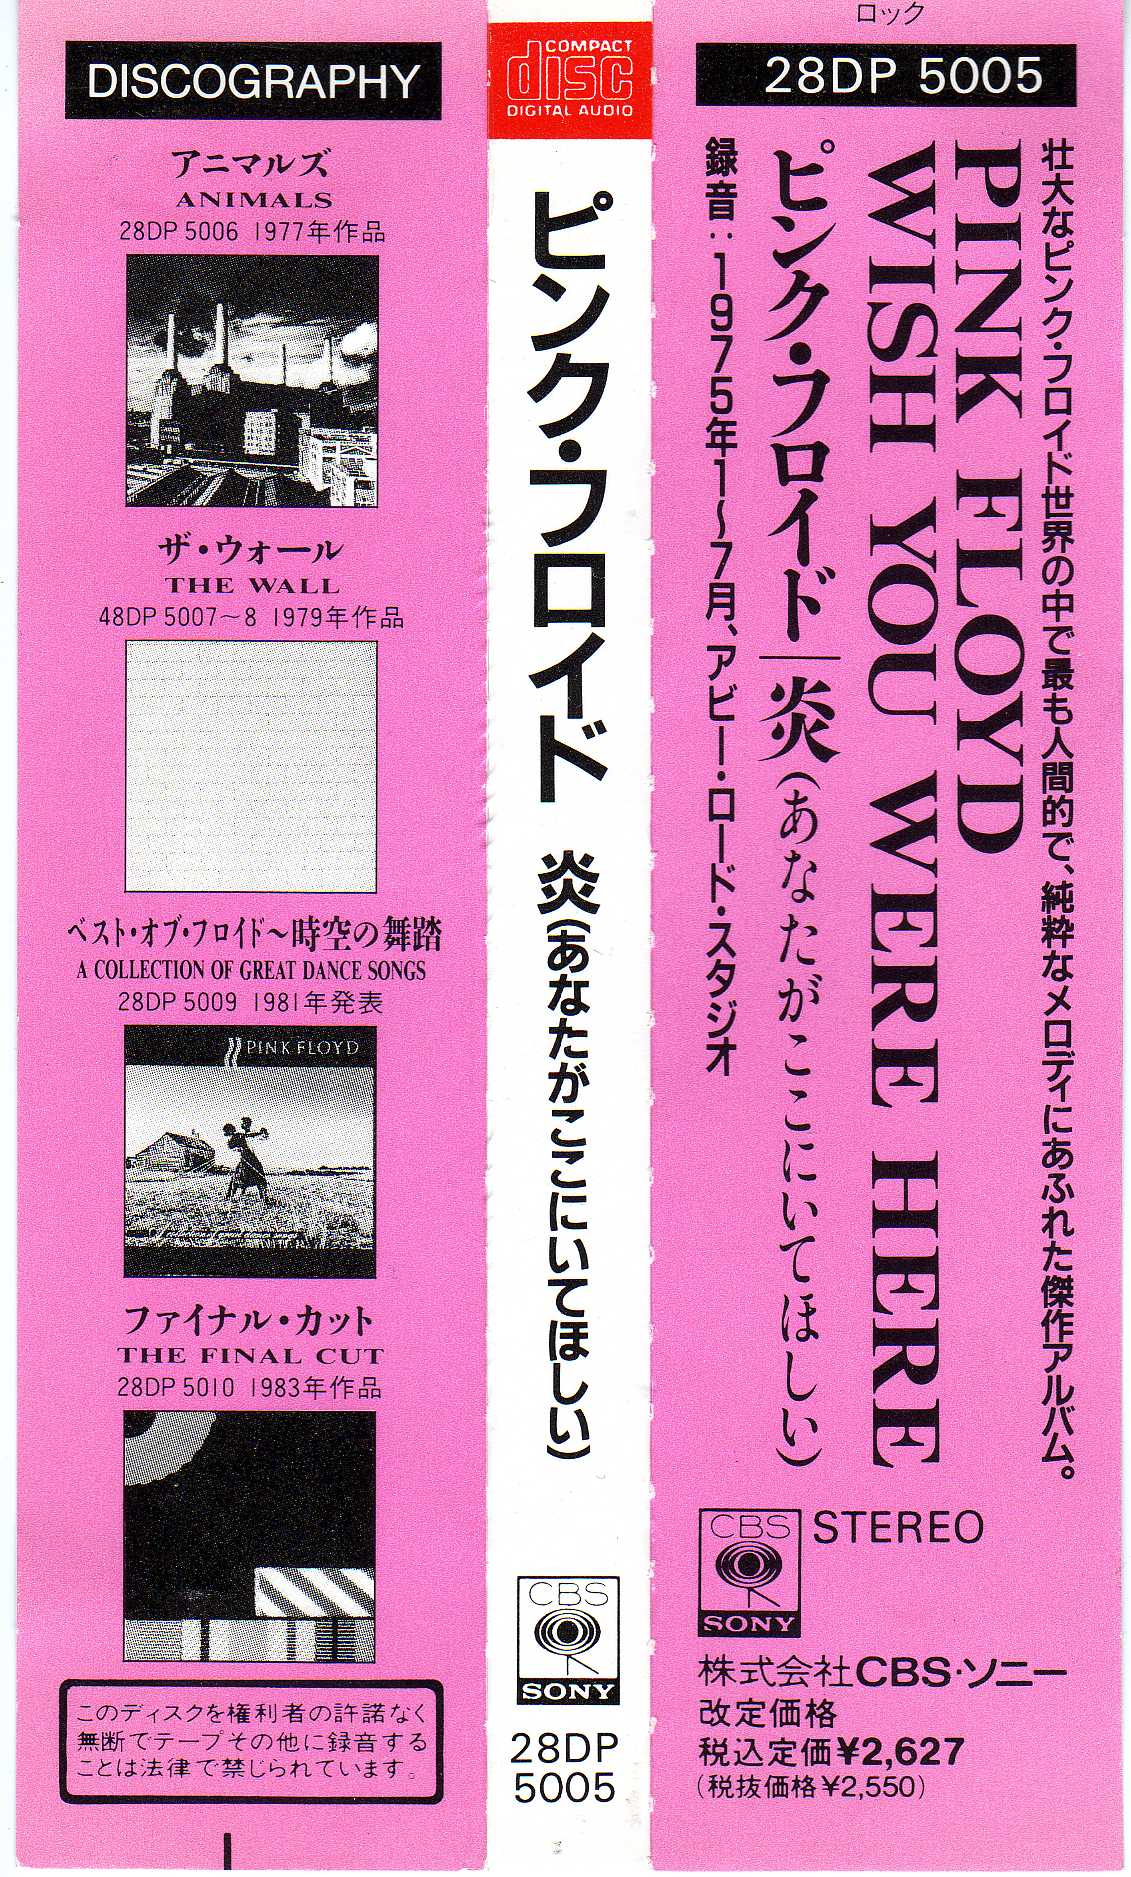 DISCOGRAPHY
アニマルズ
ANIMALS
28DP 5006 1977年作品
ザ・ウォール
THE WALL
48DP 5007～8 1979年作品
ベスト・オブ・フロイド～時空の舞踏
A COLLECTION OF GREAT DANCE SONGS
28DP 5009 1981年発表
PINK FLOYD
ファイナル・カット
THE FINAL CUT
28DP 5010 1983年作品
このディスクを権利者の許諾なく
無断でテープその他に録音する
ことは法律で禁じられています。
COMPACT
disc
DIGITAL AUDIO
ピンク・フロイド 炎(あなたがここにいてほしい)
CBS
SONY
28DP
5005
ロック
28DP 5005
壮大なピンク・フロイド世界の中で最も人間的で、純粋なメロディにあふれた傑作アルバム。
PINK FLOYD
WISH YOU WERE HERE
ピンク・フロイド｜炎(あなたがここにいてほしい)
録音：1975年1～7月、アビー・ロード・スタジオ
CBS
SONY
STEREO
株式会社CBS・ソニー
改定価格
税込定価¥2,627
(税抜価格¥2,550)